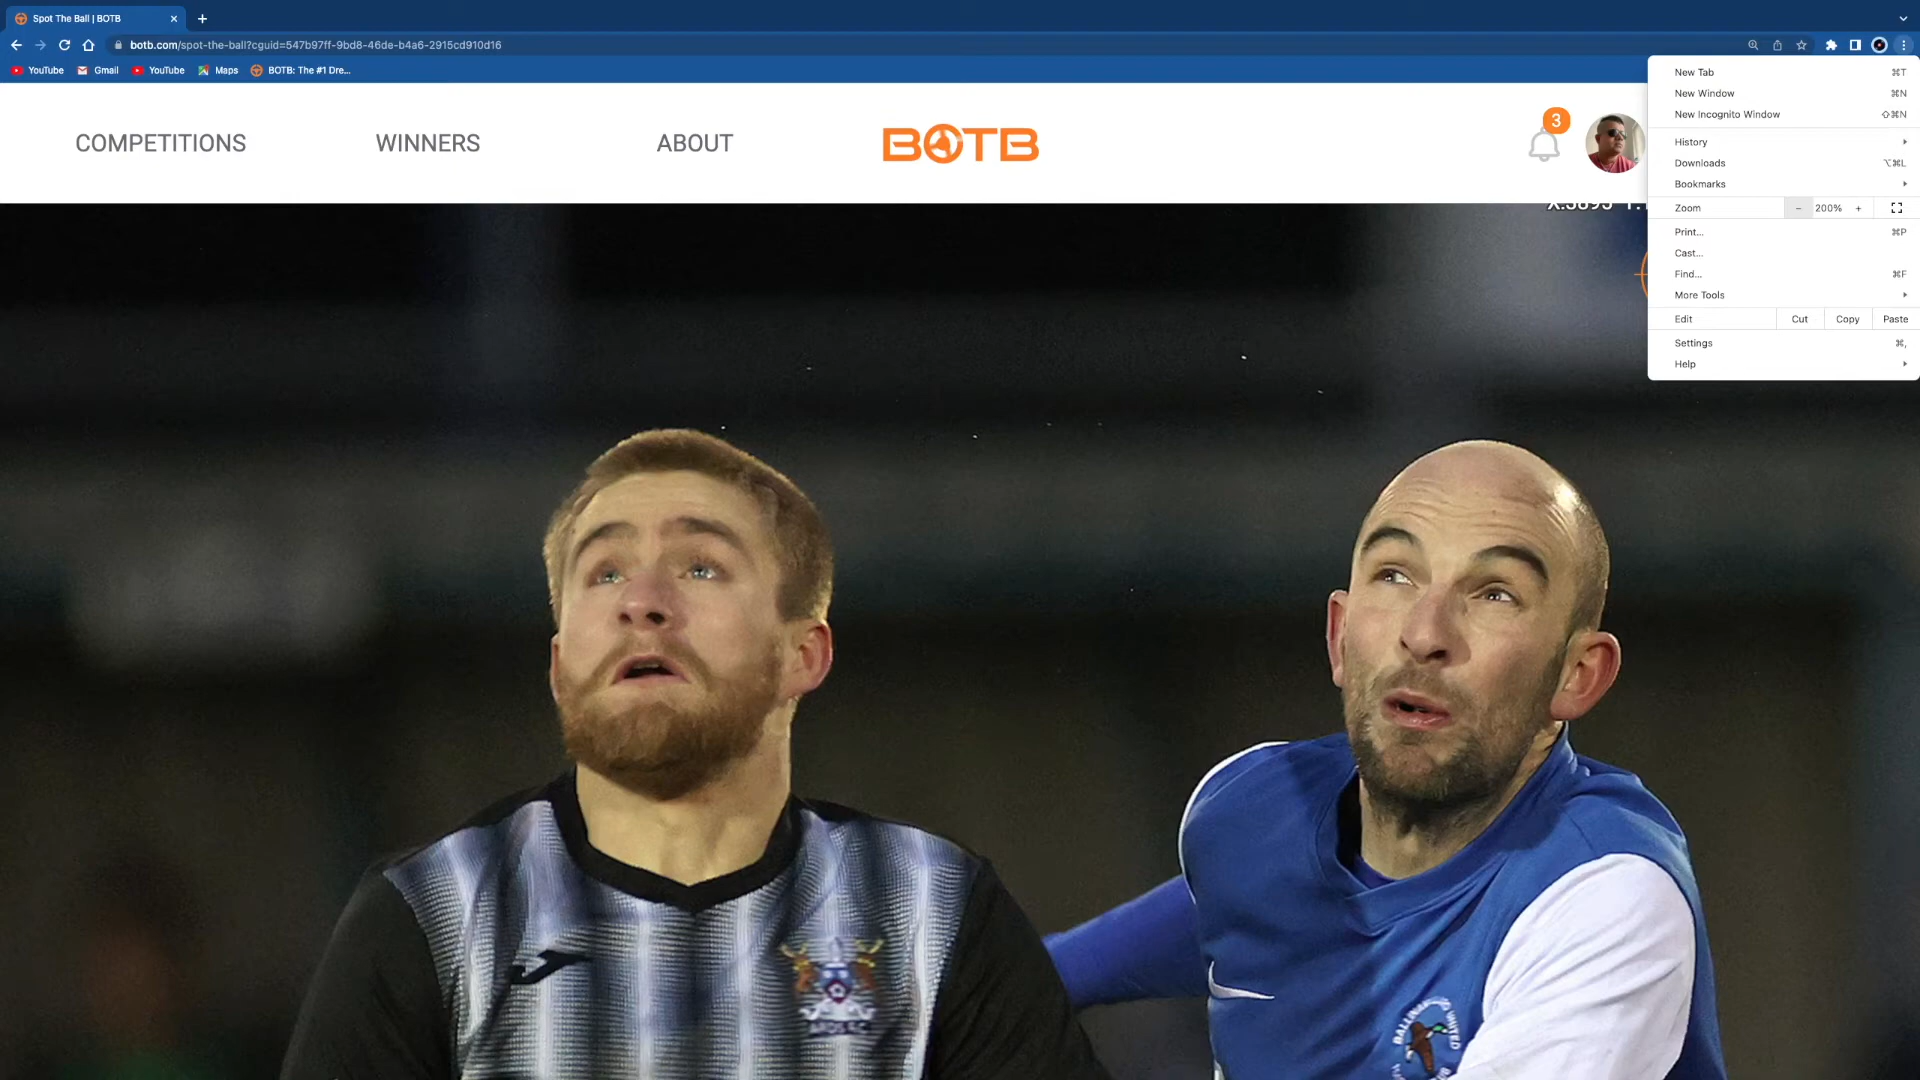 Spot The Ball | BOTB
botb.com/spot-the-ball?cguid=547b97ff-9bd8-46de-b4a6-2915cd910d16
YouTube Gmail YouTube Maps BOTB: The #1 Dre...
COMPETITIONS WINNERS ABOUT BOTB 3
New Tab ⌘T
New Window ⌘N
New Incognito Window ⇧⌘N
History
Downloads ⌥⌘L
Bookmarks
Zoom – 200% +
Print... ⌘P
Cast...
Find... ⌘F
More Tools
Edit Cut Copy Paste
Settings ⌘,
Help
ARDS F.C.